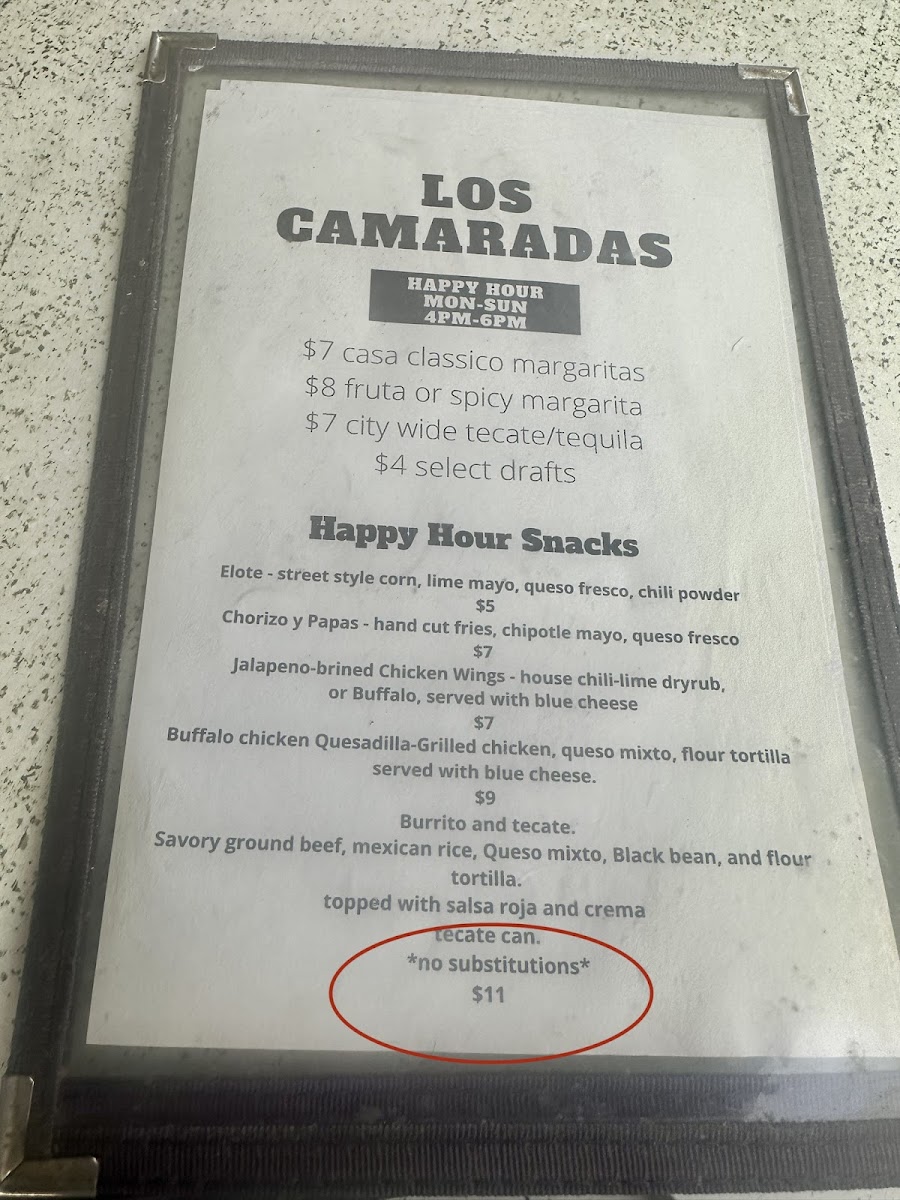 LOS
CAMARADAS
HAPPY HOUR
MON-SUN
4PM-6PM
$7 casa classico margaritas
$8 fruta or spicy margarita
$7 city wide tecate/tequila
$4 select drafts
Happy Hour Snacks
Elote - street style corn, lime mayo, queso fresco, chili powder
$5
Chorizo y Papas - hand cut fries, chipotle mayo, queso fresco
$7
Jalapeno-brined Chicken Wings - house chili-lime dryrub,
or Buffalo, served with blue cheese
$7
Buffalo chicken Quesadilla-Grilled chicken, queso mixto, flour tortilla
served with blue cheese.
$9
Burrito and tecate.
Savory ground beef, mexican rice, Queso mixto, Black bean, and flour
tortilla.
topped with salsa roja and crema
tecate can.
*no substitutions*
$11